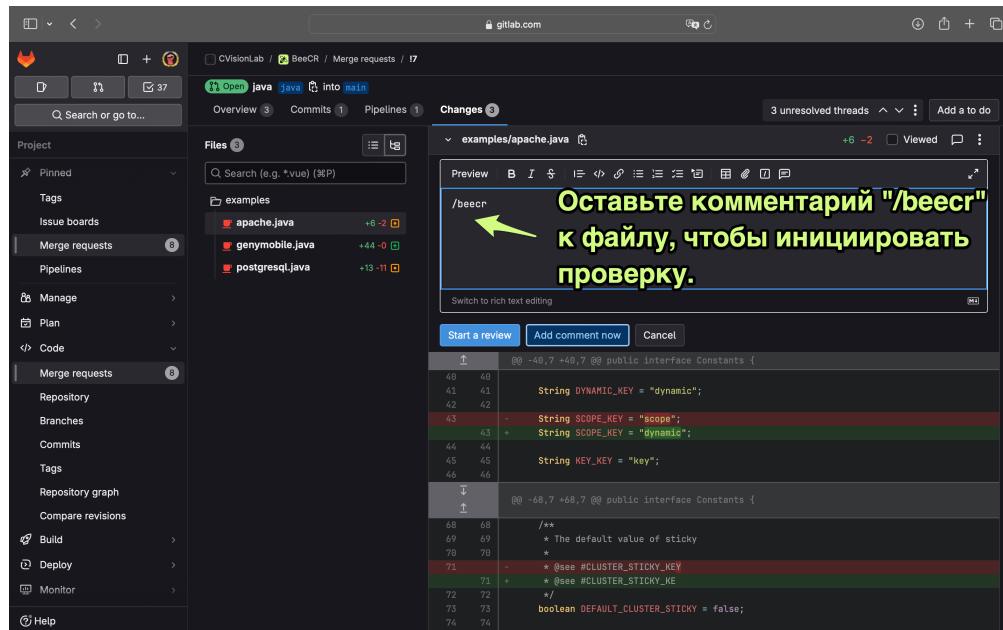 gitlab.com
37
Search or go to...
Project
Pinned
Tags
Issue boards
Merge requests 8
Pipelines
Manage
Plan
Code
Merge requests 8
Repository
Branches
Commits
Tags
Repository graph
Compare revisions
Build
Deploy
Monitor
Help
CVisionLab / BeeCR / Merge requests / !7
Open java java into main
Overview 3 Commits 1 Pipelines 1 Changes 3
3 unresolved threads Add a to do
Files 3
Search (e.g. *.vue) (⌘P)
examples
apache.java +6 -2
genymobile.java +44 -0
postgresql.java +13 -11
examples/apache.java +6 −2 Viewed
Preview B I S
/beecr
Оставьте комментарий "/beecr"
к файлу, чтобы инициировать
проверку.
Switch to rich text editing
Start a review Add comment now Cancel
@@ -40,7 +40,7 @@ public interface Constants {
40 40
41 41 String DYNAMIC_KEY = "dynamic";
42 42
43 - String SCOPE_KEY = "scope";
43 + String SCOPE_KEY = "dynamic";
44 44
45 45 String KEY_KEY = "key";
46 46
@@ -68,7 +68,7 @@ public interface Constants {
68 68 /**
69 69 * The default value of sticky
70 70 *
71 - * @see #CLUSTER_STICKY_KEY
71 + * @see #CLUSTER_STICKY_KE
72 72 */
73 73 boolean DEFAULT_CLUSTER_STICKY = false;
74 74